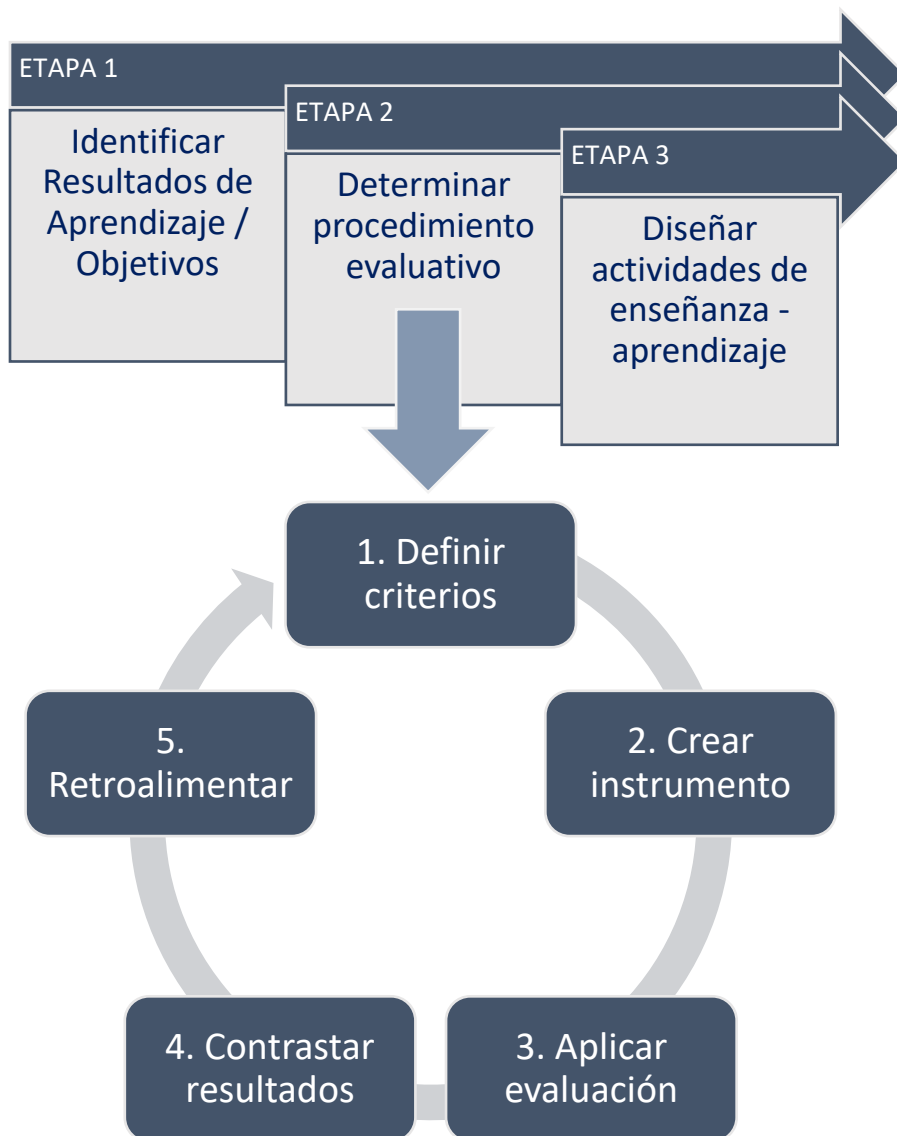 ETAPA 1
Identificar
Resultados de
Aprendizaje /
Objetivos
ETAPA 2
Determinar
procedimiento
evaluativo
ETAPA 3
Diseñar
actividades de
enseñanza -
aprendizaje
1. Definir
criterios
2. Crear
instrumento
3. Aplicar
evaluación
4. Contrastar
resultados
5.
Retroalimentar